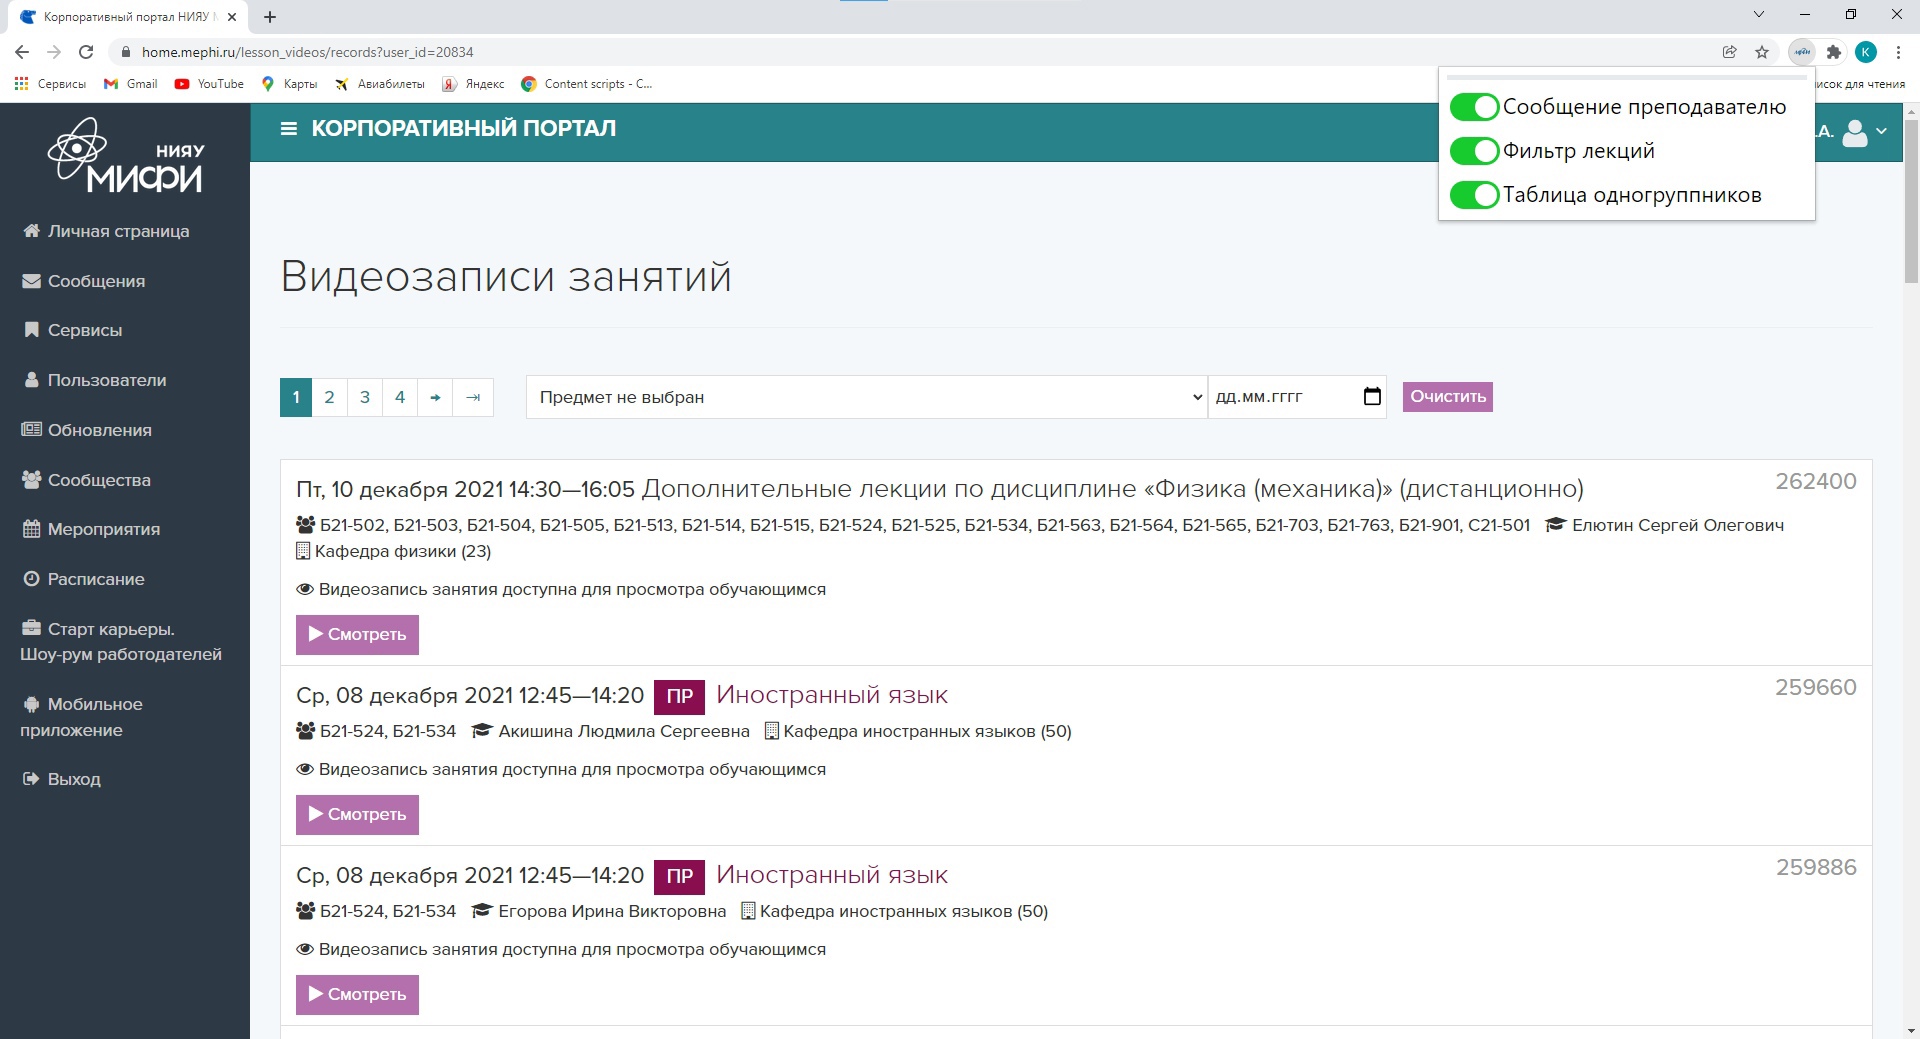 Корпоративный портал НИЯУ М
home.mephi.ru/lesson_videos/records?user_id=20834
K
Сервисы
Gmail
YouTube
Карты
Авиабилеты
Яндекс
Content scripts - C...
исок для чтения
Сообщение преподавателю
Фильтр лекций
Таблица одногруппников
НИЯУ
МИФИ
КОРПОРАТИВНЫЙ ПОРТАЛ
.А.
Личная страница
Сообщения
Сервисы
Пользователи
Обновления
Сообщества
Мероприятия
Расписание
Старт карьеры.
Шоу-рум работодателей
Мобильное
приложение
Выход
Видеозаписи занятий
1 2 3 4
Предмет не выбран
дд.мм.гггг
Очистить
Пт, 10 декабря 2021 14:30—16:05 Дополнительные лекции по дисциплине «Физика (механика)» (дистанционно)
262400
Б21-502, Б21-503, Б21-504, Б21-505, Б21-513, Б21-514, Б21-515, Б21-524, Б21-525, Б21-534, Б21-563, Б21-564, Б21-565, Б21-703, Б21-763, Б21-901, С21-501 Елютин Сергей Олегович
Кафедра физики (23)
Видеозапись занятия доступна для просмотра обучающимся
Смотреть
Ср, 08 декабря 2021 12:45—14:20 ПР Иностранный язык
259660
Б21-524, Б21-534 Акишина Людмила Сергеевна Кафедра иностранных языков (50)
Видеозапись занятия доступна для просмотра обучающимся
Смотреть
Ср, 08 декабря 2021 12:45—14:20 ПР Иностранный язык
259886
Б21-524, Б21-534 Егорова Ирина Викторовна Кафедра иностранных языков (50)
Видеозапись занятия доступна для просмотра обучающимся
Смотреть